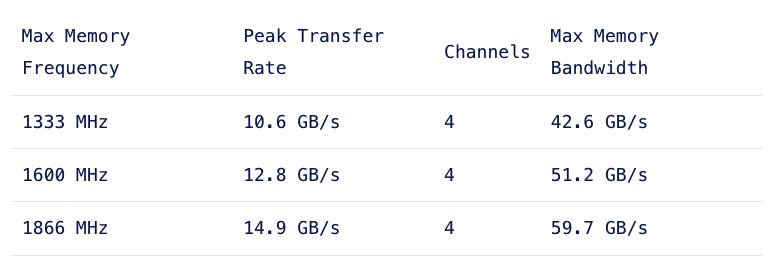 Max Memory Frequency Peak Transfer Rate Channels Max Memory Bandwidth
1333 MHz 10.6 GB/s 4 42.6 GB/s
1600 MHz 12.8 GB/s 4 51.2 GB/s
1866 MHz 14.9 GB/s 4 59.7 GB/s